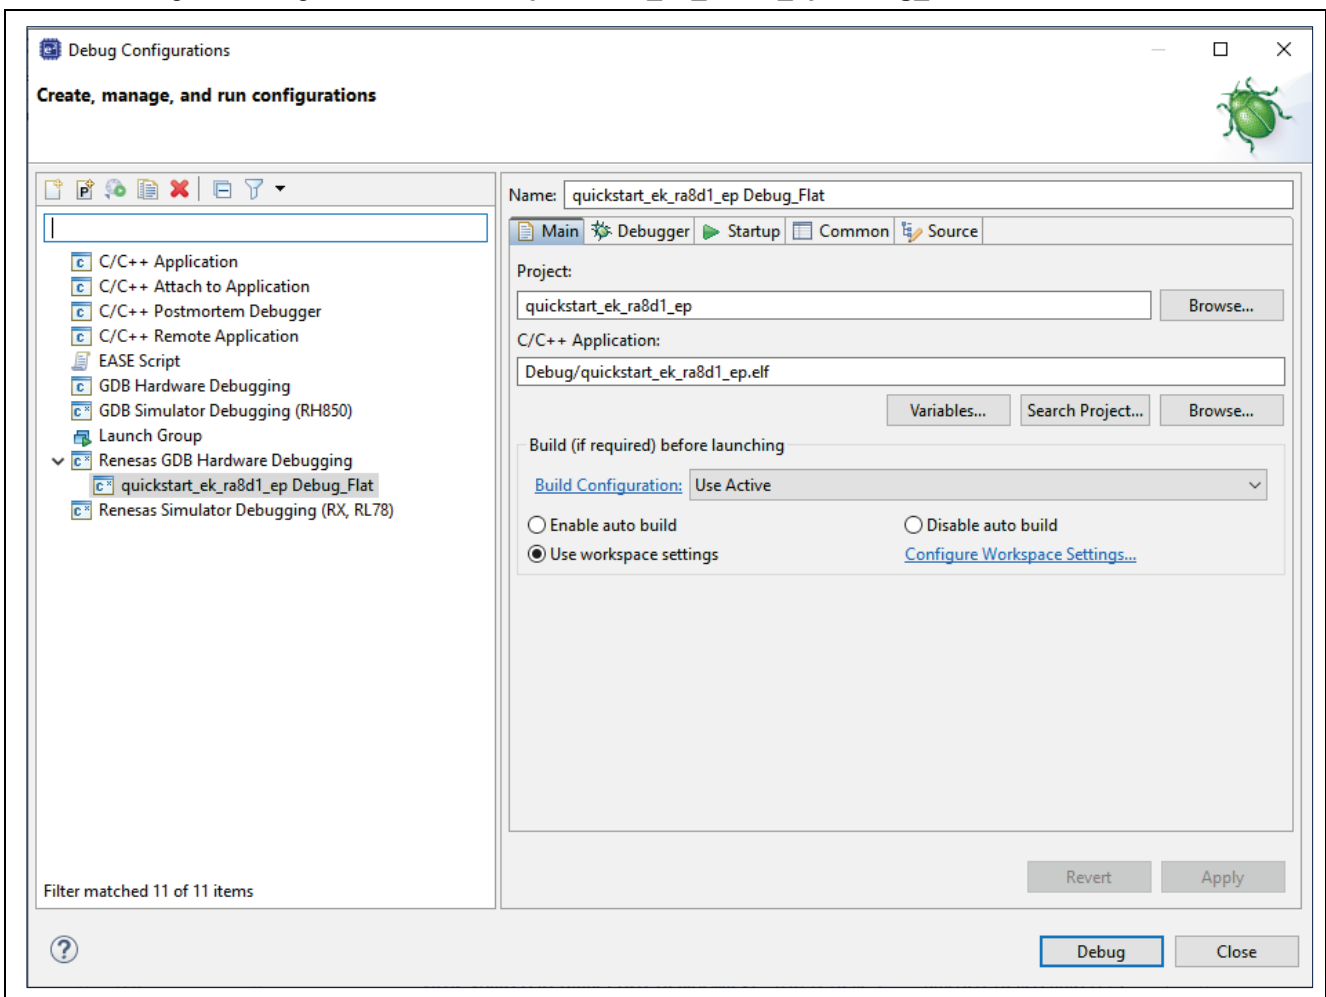 Debug Configurations
Create, manage, and run configurations
Name: quickstart_ek_ra8d1_ep Debug_Flat
Main Debugger Startup Common Source
C/C++ Application
C/C++ Attach to Application
C/C++ Postmortem Debugger
C/C++ Remote Application
EASE Script
GDB Hardware Debugging
GDB Simulator Debugging (RH850)
Launch Group
Renesas GDB Hardware Debugging
quickstart_ek_ra8d1_ep Debug_Flat
Renesas Simulator Debugging (RX, RL78)
Filter matched 11 of 11 items
Project:
quickstart_ek_ra8d1_ep Browse...
C/C++ Application:
Debug/quickstart_ek_ra8d1_ep.elf
Variables... Search Project... Browse...
Build (if required) before launching
Build Configuration: Use Active
Enable auto build Disable auto build
Use workspace settings Configure Workspace Settings...
Revert Apply
Debug Close